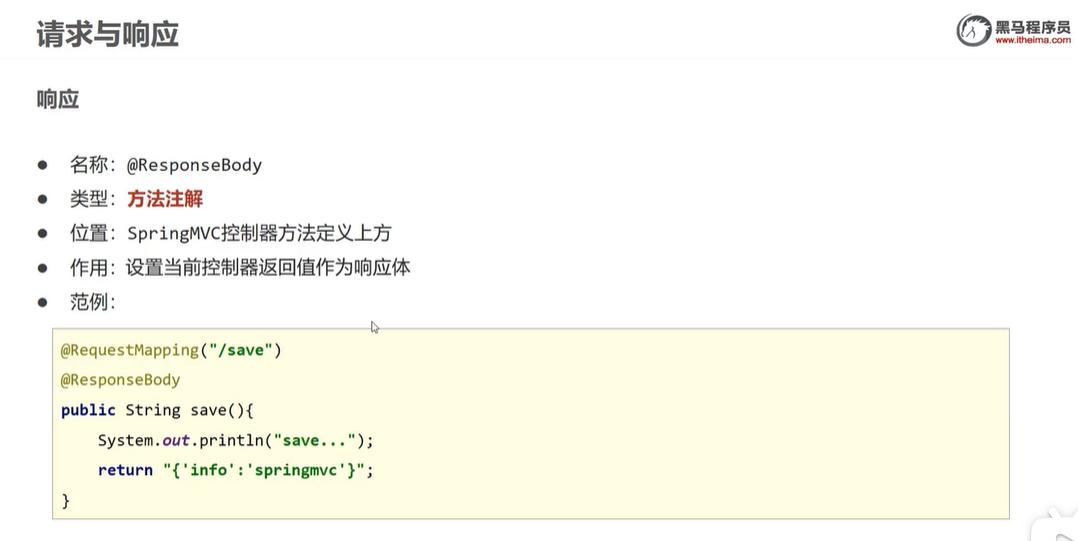 请求与响应
黑马程序员
www.itheima.com
响应
● 名称：@ResponseBody
● 类型：方法注解
● 位置：SpringMVC控制器方法定义上方
● 作用：设置当前控制器返回值作为响应体
● 范例：
@RequestMapping("/save")
@ResponseBody
public String save(){
    System.out.println("save...");
    return "{'info':'springmvc'}";
}